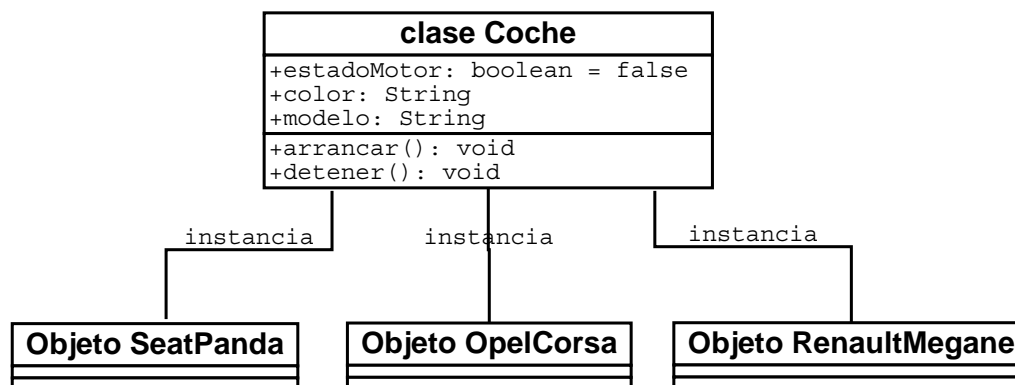 clase Coche
+estadoMotor: boolean = false
+color: String
+modelo: String
+arrancar(): void
+detener(): void
instancia
instancia
instancia
Objeto SeatPanda
Objeto OpelCorsa
Objeto RenaultMegane